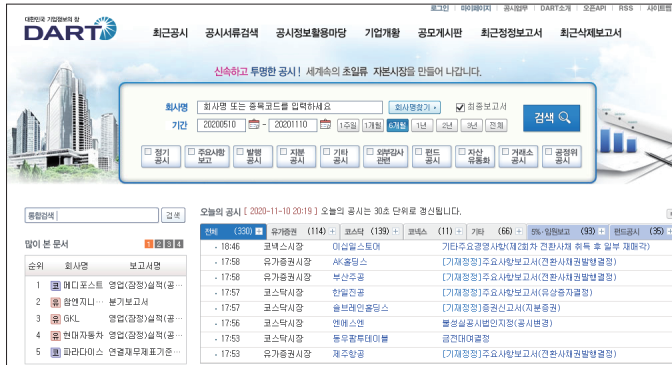 로그인 | 마이페이지 | 공시업무 | DART소개 | 오픈API | RSS | 사이트맵
대한민국 기업정보의 창
DART
최근공시 공시서류검색 공시정보활용마당 기업개황 공모게시판 최근정정보고서 최근삭제보고서
신속하고 투명한 공시! 세계속의 초일류 자본시장을 만들어 나갑니다.
회사명 회사명 또는 종목코드를 입력하세요 회사명찾기 최종보고서
검색
기간 20200510 - 20201110 1주일 1개월 6개월 1년 2년 3년 전체
정기공시 주요사항보고 발행공시 지분공시 기타공시 외부감사관련 펀드공시 자산유동화 거래소공시 공정위공시
통합검색 검색
오늘의 공시 [ 2020-11-10 20:19 ] 오늘의 공시는 30초 단위로 갱신됩니다.
전체 (330) 유가증권 (114) 코스닥 (139) 코넥스 (11) 기타 (66) 5%·임원보고 (93) 펀드공시 (35)
많이 본 문서 1 2 3 4
순위 회사명 보고서명
1 코 메디포스트 영업(잠정)실적(공…
2 유 참엔지니… 분기보고서
3 유 GKL 영업(잠정)실적(공…
4 유 현대자동차 영업(잠정)실적(공…
5 코 파라다이스 연결재무제표기준…
18:46 코넥스시장 이십일스토어 기타주요경영사항(제2회차 전환사채 취득 후 일부 재매각)
17:58 유가증권시장 AK홀딩스 [기재정정]주요사항보고서(전환사채권발행결정)
17:58 유가증권시장 부산주공 [기재정정]주요사항보고서(전환사채권발행결정)
17:57 코스닥시장 한일진공 [기재정정]주요사항보고서(유상증자결정)
17:57 코스닥시장 솔브레인홀딩스 [기재정정]증권신고서(지분증권)
17:56 코스닥시장 엔에스엔 불성실공시법인지정(공시변경)
17:53 코스닥시장 동우팜투테이블 금전대여결정
17:53 유가증권시장 제주항공 [기재정정]주요사항보고서(전환사채권발행결정)